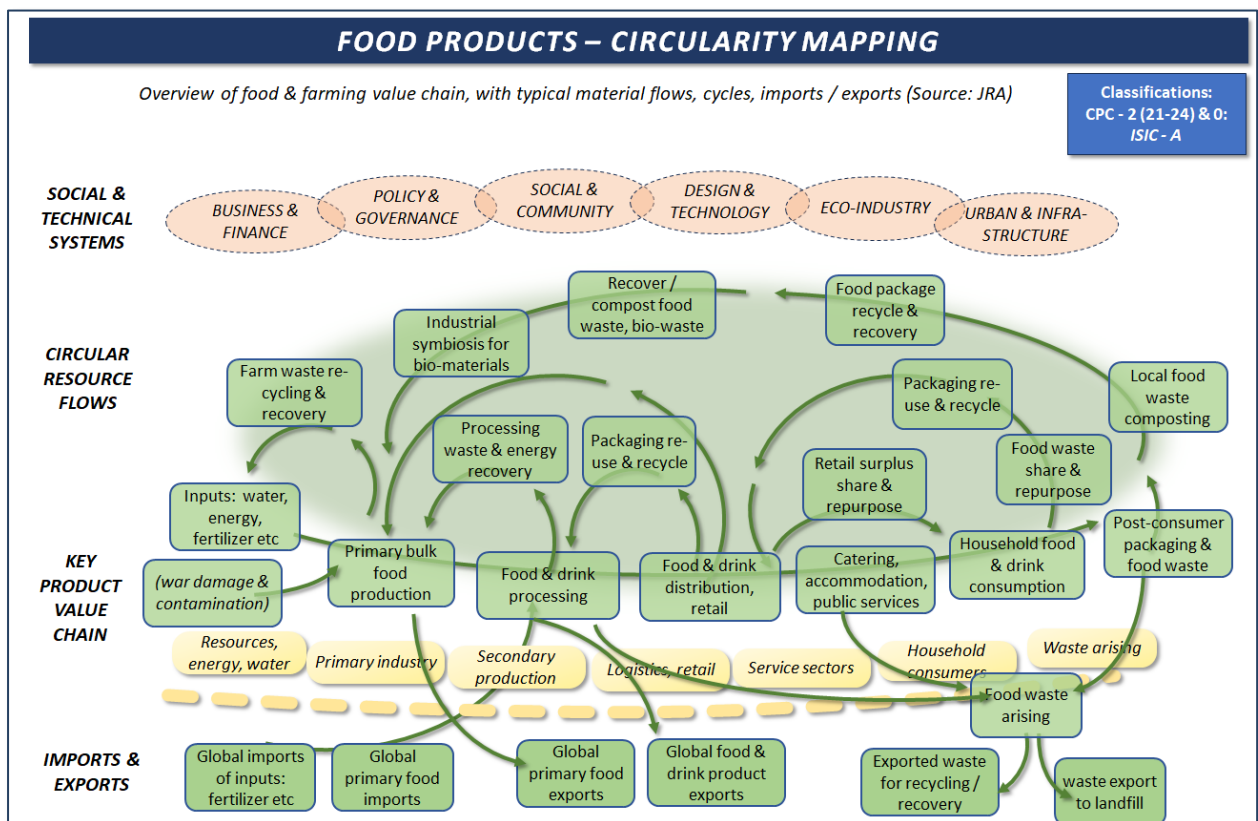 FOOD PRODUCTS – CIRCULARITY MAPPING
Overview of food & farming value chain, with typical material flows, cycles, imports / exports (Source: JRA)
Classifications:
CPC - 2 (21-24) & 0:
ISIC - A
SOCIAL &
TECHNICAL
SYSTEMS
BUSINESS &
FINANCE
POLICY &
GOVERNANCE
SOCIAL &
COMMUNITY
DESIGN &
TECHNOLOGY
ECO-INDUSTRY
URBAN & INFRA-
STRUCTURE
CIRCULAR
RESOURCE
FLOWS
Recover /
compost food
waste, bio-waste
Food package
recycle &
recovery
Industrial
symbiosis for
bio-materials
Farm waste re-
cycling &
recovery
Packaging re-
use & recycle
Local food
waste
composting
Processing
waste & energy
recovery
Packaging re-
use & recycle
Retail surplus
share &
repurpose
Food waste
share &
repurpose
KEY
PRODUCT
VALUE
CHAIN
Inputs: water,
energy,
fertilizer etc
(war damage &
contamination)
Primary bulk
food
production
Food & drink
processing
Food & drink
distribution,
retail
Catering,
accommodation,
public services
Household food
& drink
consumption
Post-consumer
packaging &
food waste
Resources,
energy, water
Primary industry
Secondary
production
Logistics, retail
Service sectors
Household
consumers
Waste arising
Food waste
arising
IMPORTS &
EXPORTS
Global imports
of inputs:
fertilizer etc
Global
primary food
imports
Global
primary food
exports
Global food &
drink product
exports
Exported waste
for recycling /
recovery
waste export
to landfill